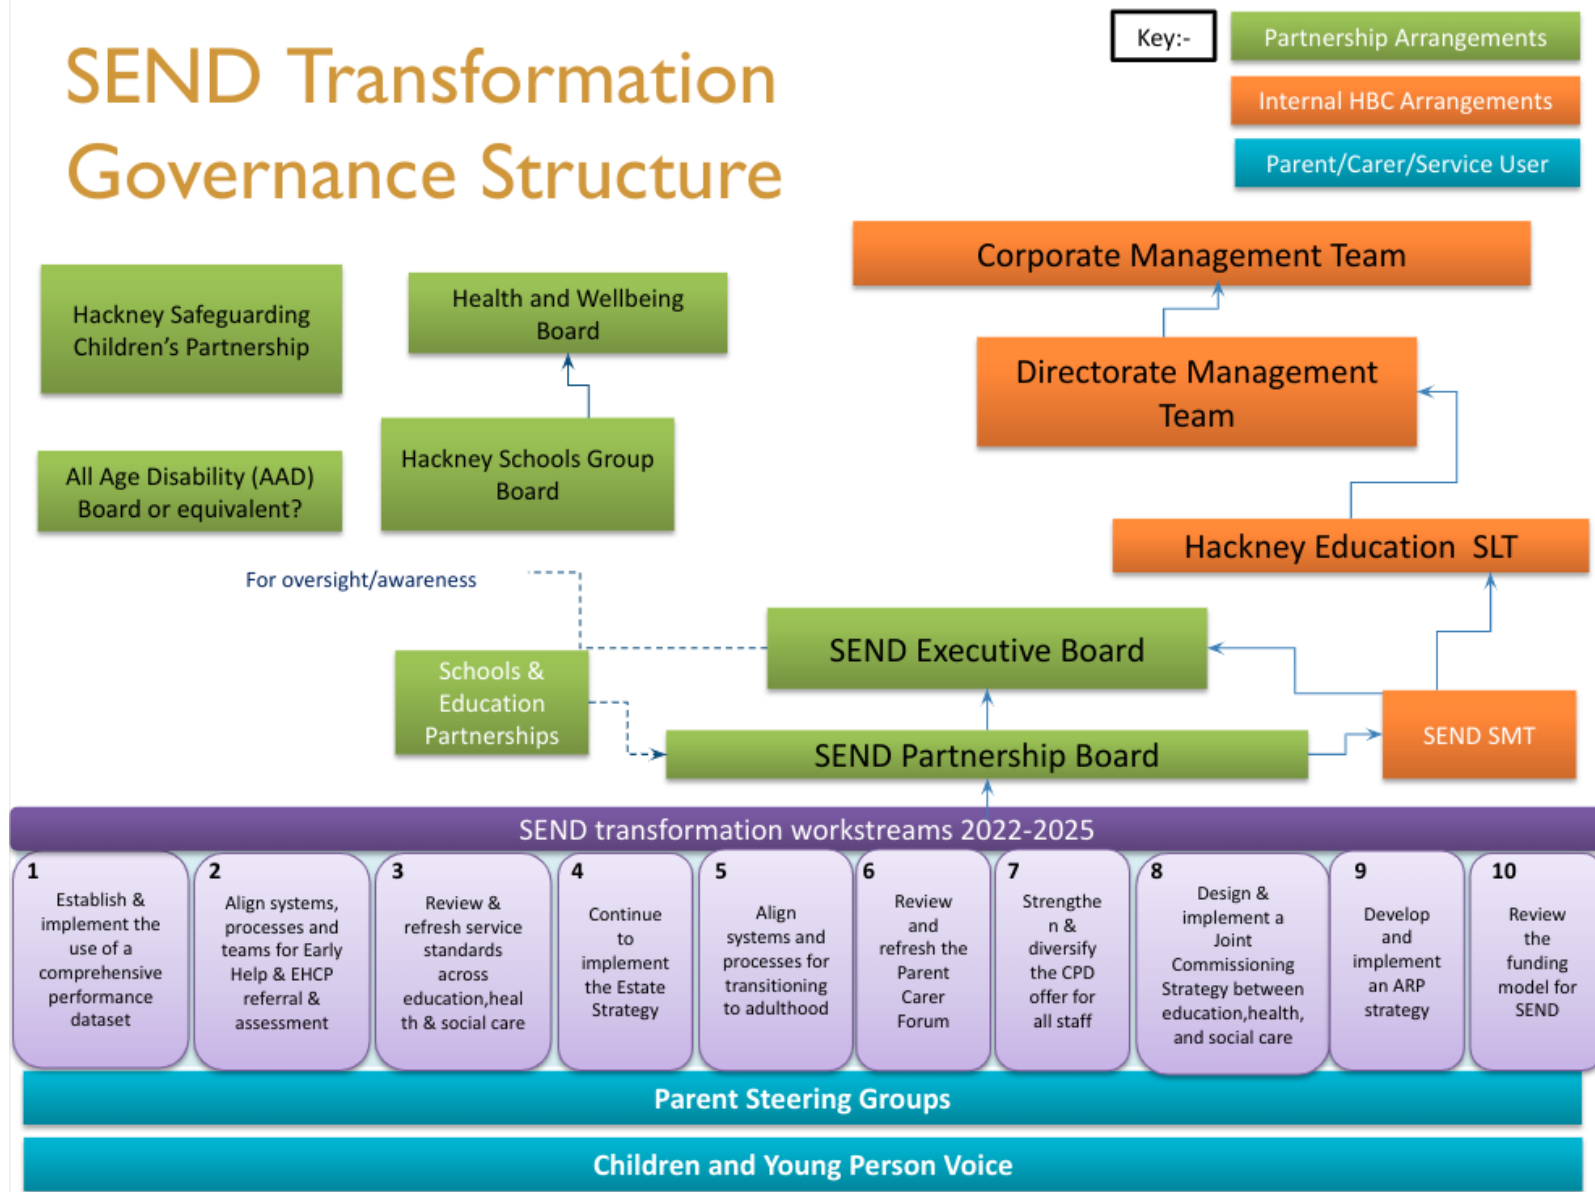 SEND Transformation
Governance Structure
Key:-
Partnership Arrangements
Internal HBC Arrangements
Parent/Carer/Service User
Corporate Management Team
Hackney Safeguarding
Children's Partnership
Health and Wellbeing
Board
Directorate Management
Team
All Age Disability (AAD)
Board or equivalent?
Hackney Schools Group
Board
Hackney Education SLT
For oversight/awareness
SEND Executive Board
Schools &
Education
Partnerships
SEND Partnership Board
SEND SMT
SEND transformation workstreams 2022-2025
1
Establish &
implement the
use of a
comprehensive
performance
dataset
2
Align systems,
processes and
teams for Early
Help & EHCP
referral &
assessment
3
Review &
refresh service
standards
across
education,heal
th & social care
4
Continue
to
implement
the Estate
Strategy
5
Align
systems and
processes for
transitioning
to adulthood
6
Review
and
refresh the
Parent
Carer
Forum
7
Strengthe
n &
diversify
the CPD
offer for
all staff
8
Design &
implement a
Joint
Commissioning
Strategy between
education,health,
and social care
9
Develop
and
implement
an ARP
strategy
10
Review
the
funding
model for
SEND
Parent Steering Groups
Children and Young Person Voice